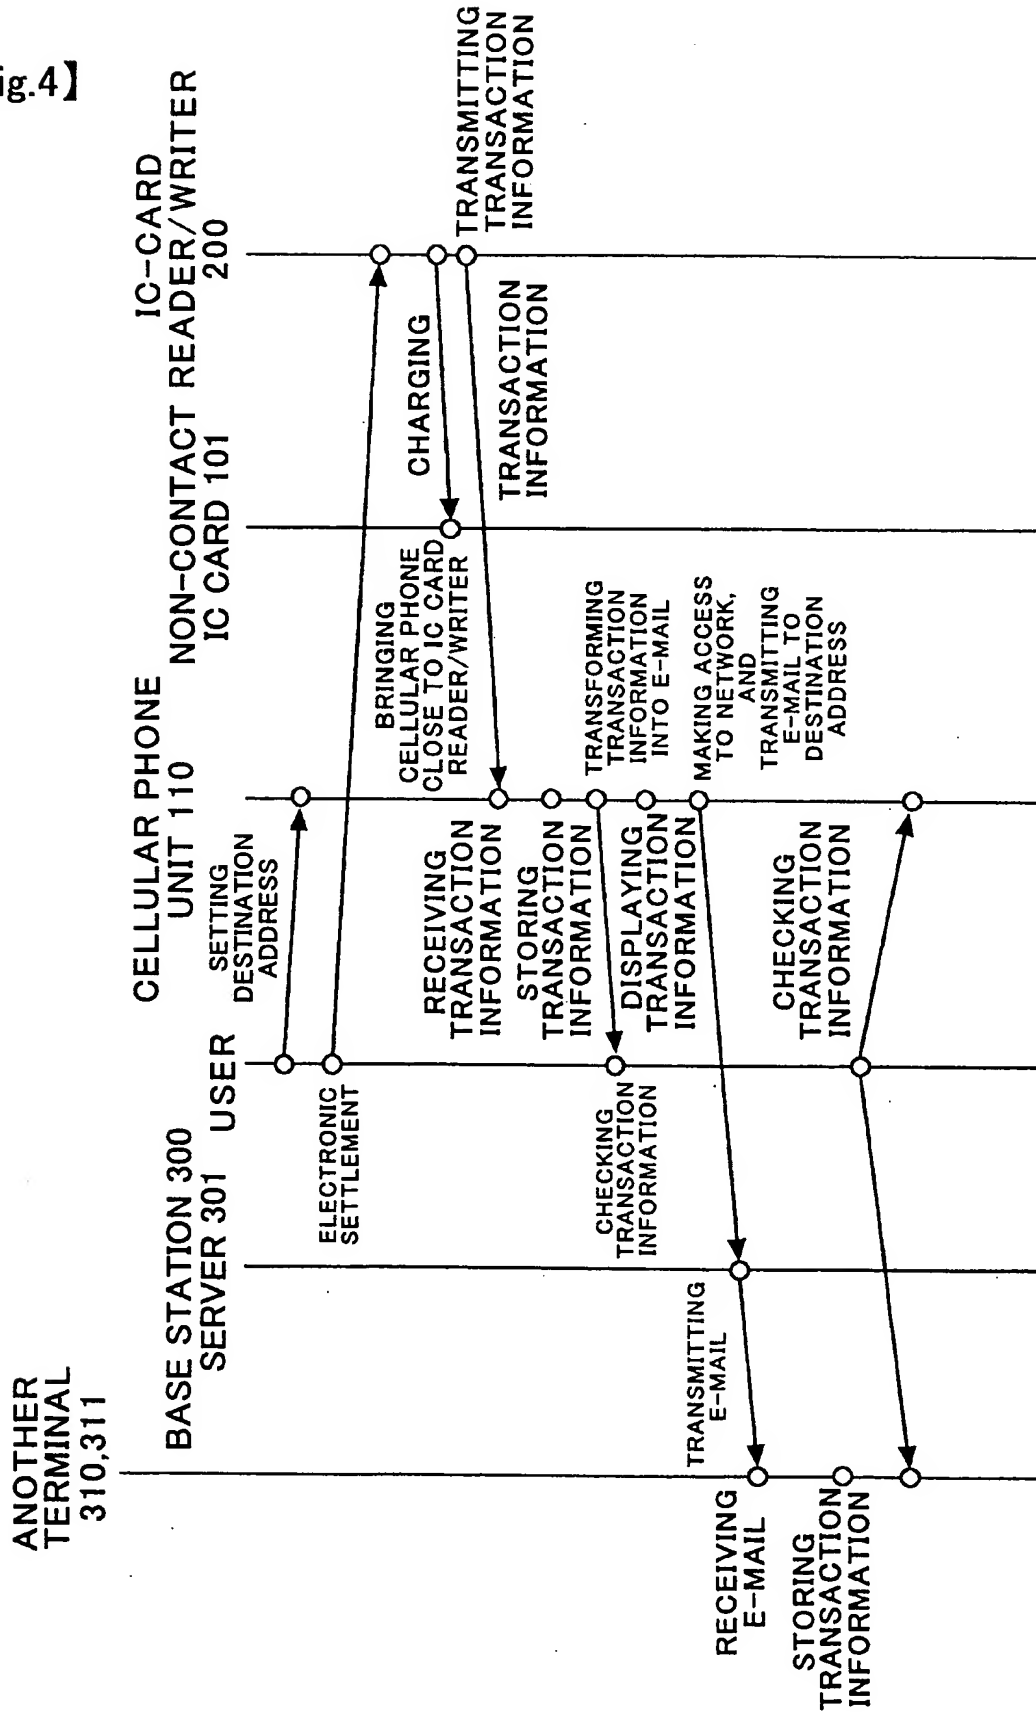 ig.4】
ANOTHER
TERMINAL
310,311
BASE STATION 300
SERVER 301
USER
CELLULAR PHONE
UNIT 110
NON-CONTACT
IC CARD 101
IC-CARD
READER/WRITER
200
SETTING
DESTINATION
ADDRESS
ELECTRONIC
SETTLEMENT
BRINGING
CELLULAR PHONE
CLOSE TO IC CARD
READER/WRITER
CHARGING
TRANSMITTING
TRANSACTION
INFORMATION
TRANSACTION
INFORMATION
RECEIVING
TRANSACTION
INFORMATION
STORING
TRANSACTION
INFORMATION
TRANSFORMING
TRANSACTION
INFORMATION
INTO E-MAIL
DISPLAYING
TRANSACTION
INFORMATION
CHECKING
TRANSACTION
INFORMATION
MAKING ACCESS
TO NETWORK,
AND
TRANSMITTING
E-MAIL TO
DESTINATION
ADDRESS
TRANSMITTING
E-MAIL
RECEIVING
E-MAIL
STORING
TRANSACTION
INFORMATION
CHECKING
TRANSACTION
INFORMATION